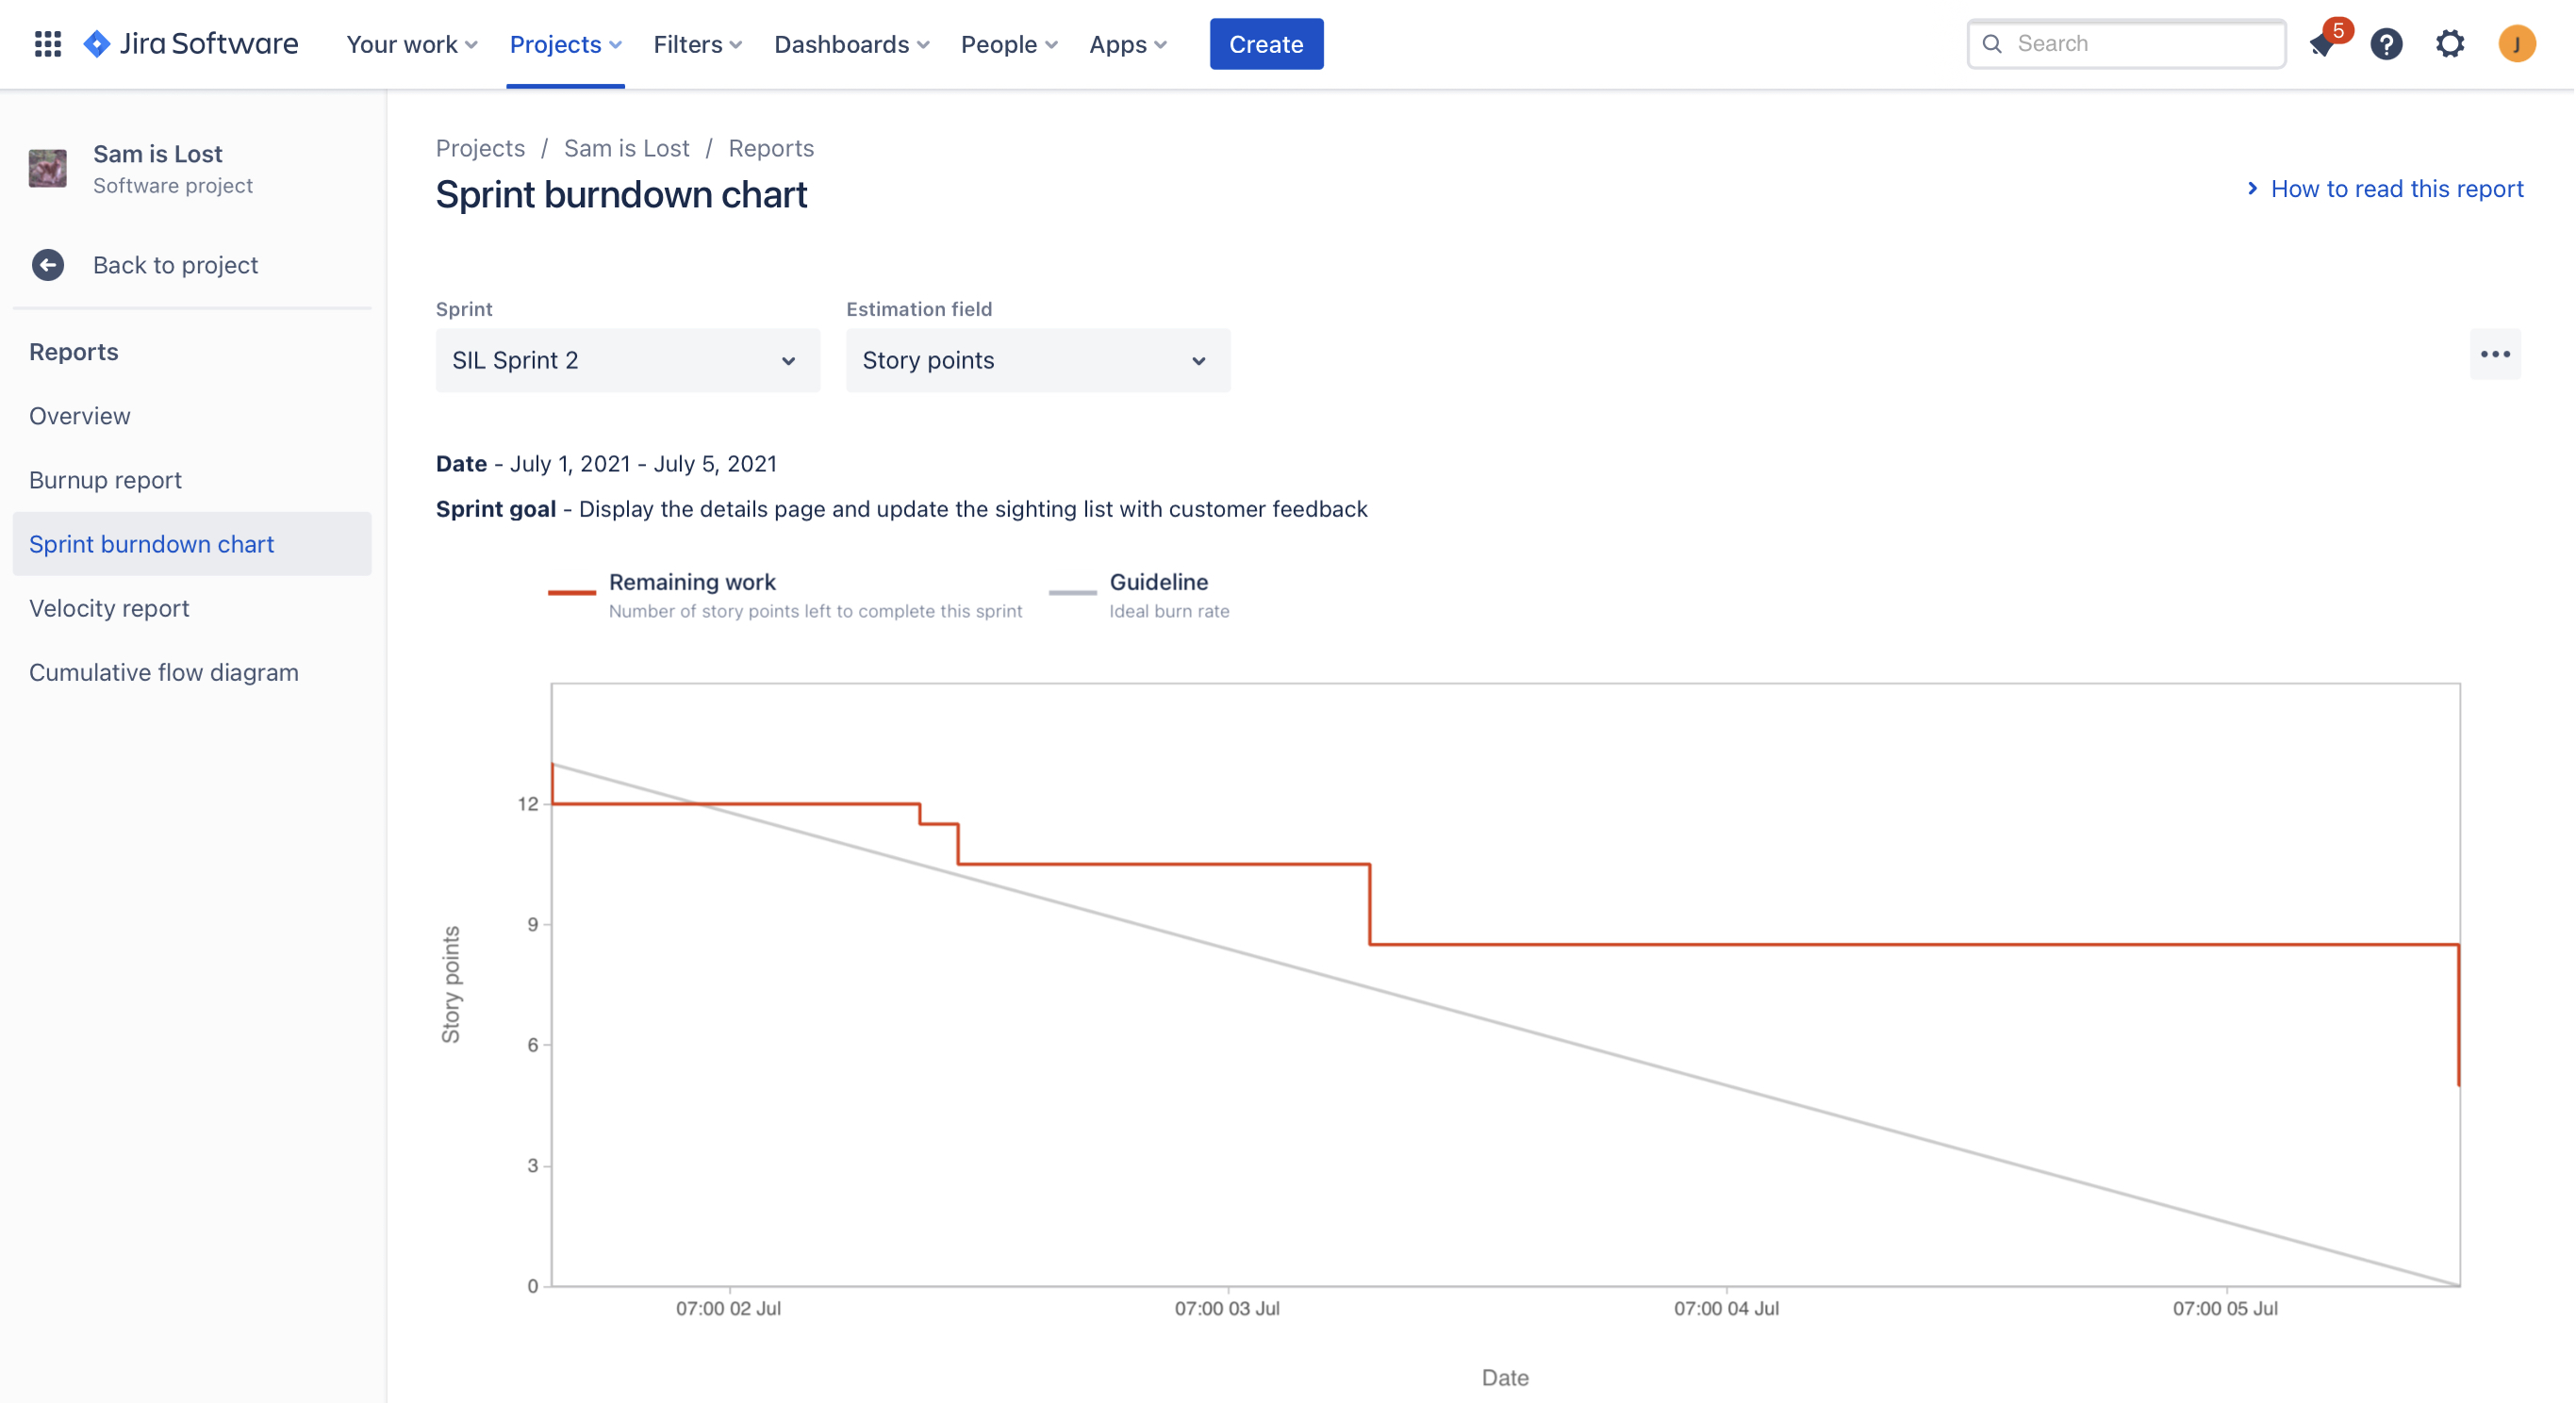 Jira Software
Your work
Projects
Filters
Dashboards
People
Apps
Create
Search
5
?
J
Sam is Lost
Software project
Back to project
Reports
Overview
Burnup report
Sprint burndown chart
Velocity report
Cumulative flow diagram
Projects / Sam is Lost / Reports
Sprint burndown chart
How to read this report
Sprint
SIL Sprint 2
Estimation field
Story points
Date - July 1, 2021 - July 5, 2021
Sprint goal - Display the details page and update the sighting list with customer feedback
Remaining work
Number of story points left to complete this sprint
Guideline
Ideal burn rate
Story points
12
9
6
3
0
07:00 02 Jul
07:00 03 Jul
07:00 04 Jul
07:00 05 Jul
Date